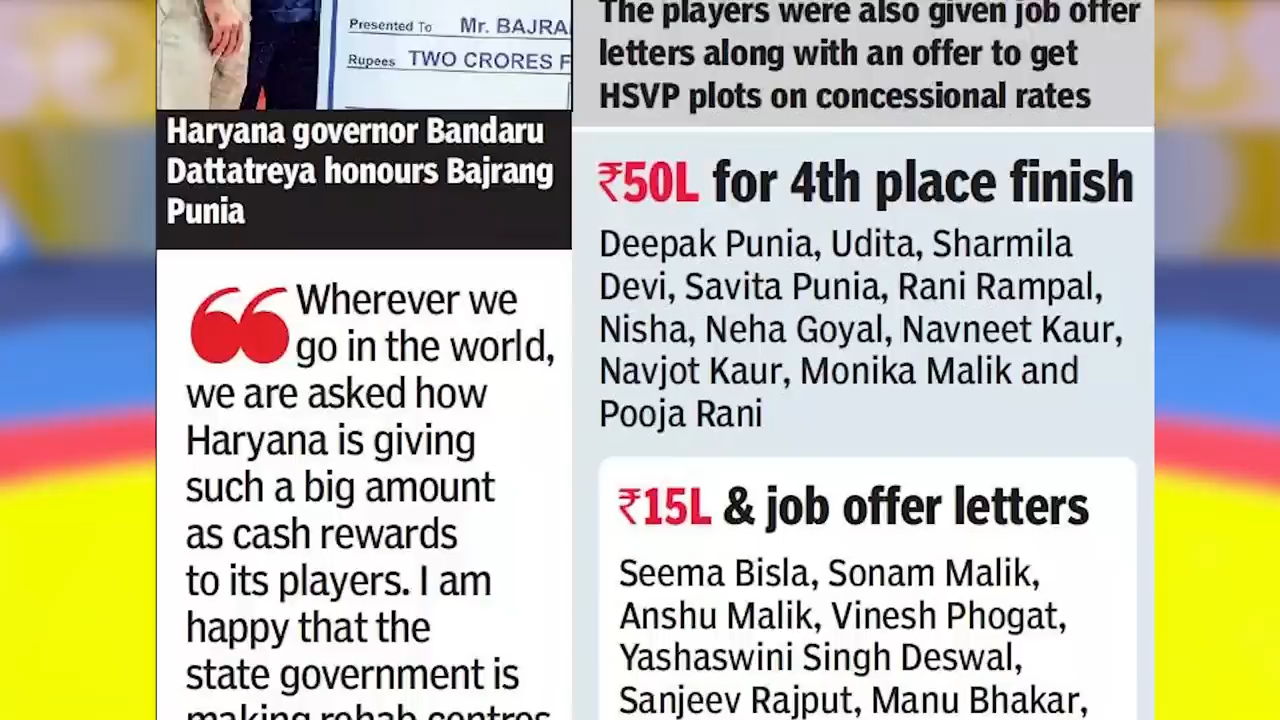 Presented To Mr. BAJRA
Rupees TWO CRORES F
Haryana governor Bandaru
Dattatreya honours Bajrang
Punia
Wherever we
go in the world,
we are asked how
Haryana is giving
such a big amount
as cash rewards
to its players. I am
happy that the
state government is
making rehab centres
The players were also given job offer
letters along with an offer to get
HSVP plots on concessional rates
₹50L for 4th place finish
Deepak Punia, Udita, Sharmila
Devi, Savita Punia, Rani Rampal,
Nisha, Neha Goyal, Navneet Kaur,
Navjot Kaur, Monika Malik and
Pooja Rani
₹15L & job offer letters
Seema Bisla, Sonam Malik,
Anshu Malik, Vinesh Phogat,
Yashaswini Singh Deswal,
Sanjeev Rajput, Manu Bhakar,